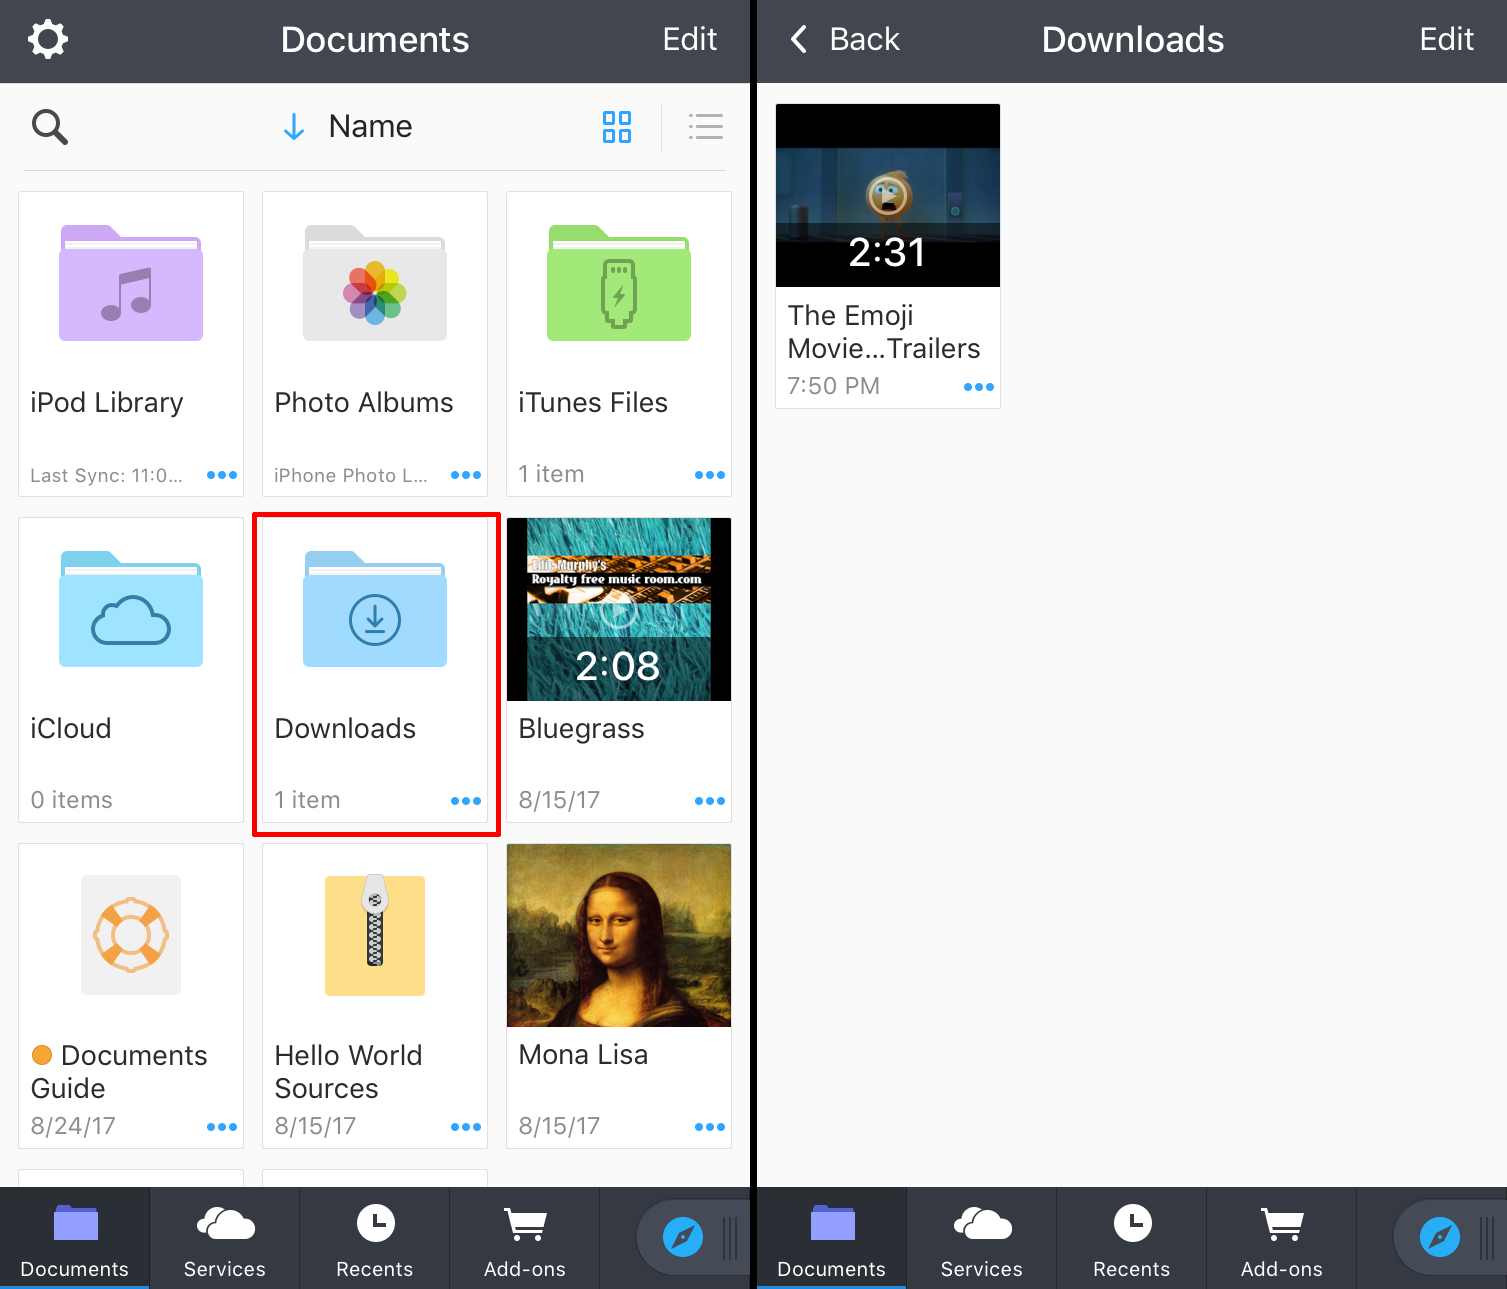 Documents
Edit
Name
iPod Library
Last Sync: 11:0...
Photo Albums
iPhone Photo L...
iTunes Files
1 item
iCloud
0 items
Downloads
1 item
Royalty free music room.com
2:08
Bluegrass
8/15/17
Documents
Guide
8/24/17
Hello World
Sources
8/15/17
Mona Lisa
8/15/17
Documents
Services
Recents
Add-ons
Back
Downloads
Edit
2:31
The Emoji
Movie...Trailers
7:50 PM
Documents
Services
Recents
Add-ons